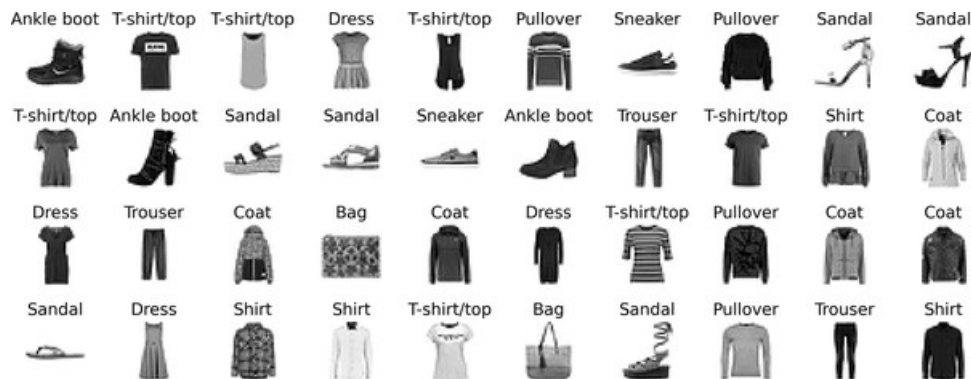 Ankle boot T-shirt/top T-shirt/top Dress T-shirt/top Pullover Sneaker Pullover Sandal Sandal
T-shirt/top Ankle boot Sandal Sandal Sneaker Ankle boot Trouser T-shirt/top Shirt Coat
Dress Trouser Coat Bag Coat Dress T-shirt/top Pullover Coat Coat
Sandal Dress Shirt Shirt T-shirt/top Bag Sandal Pullover Trouser Shirt